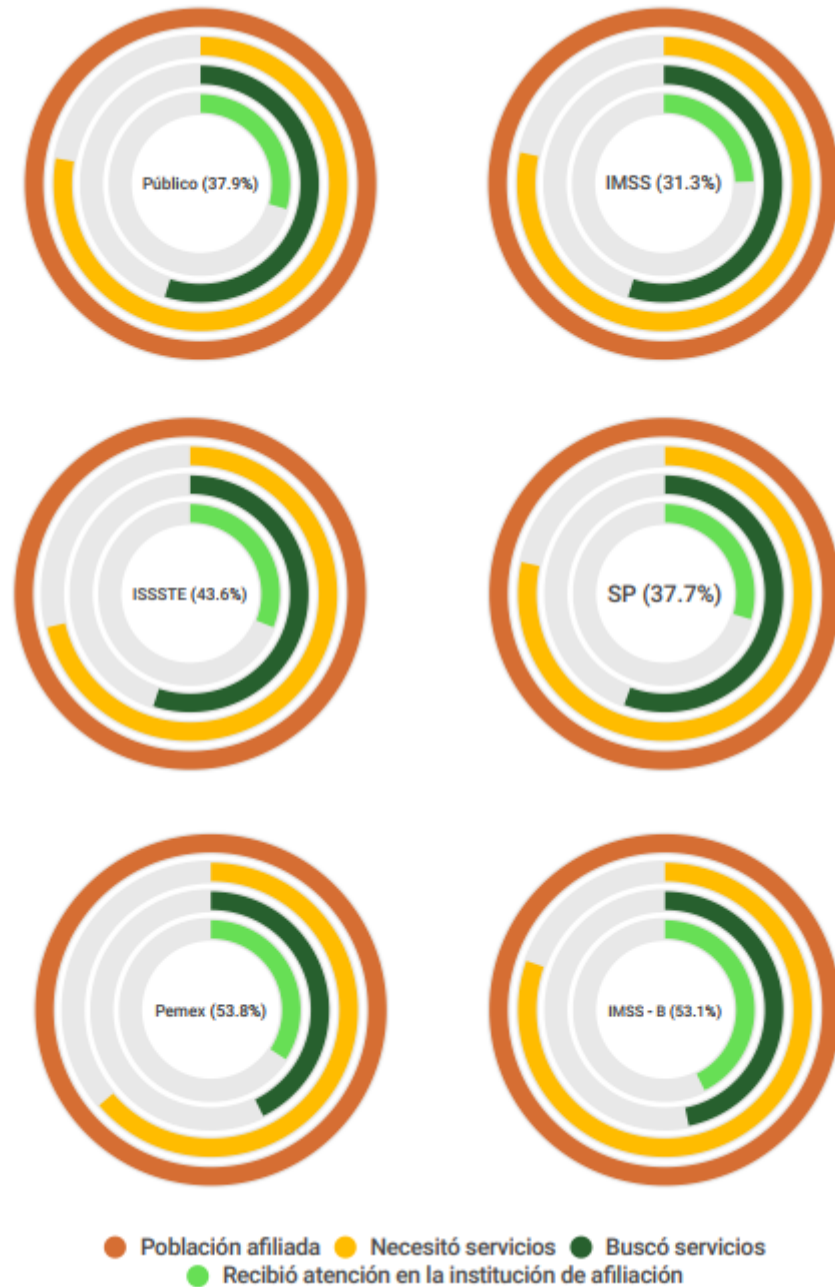 Público (37.9%)
IMSS (31.3%)
ISSSTE (43.6%)
SP (37.7%)
Pemex (53.8%)
IMSS - B (53.1%)
Población afiliada Necesitó servicios Buscó servicios
Recibió atención en la institución de afiliación